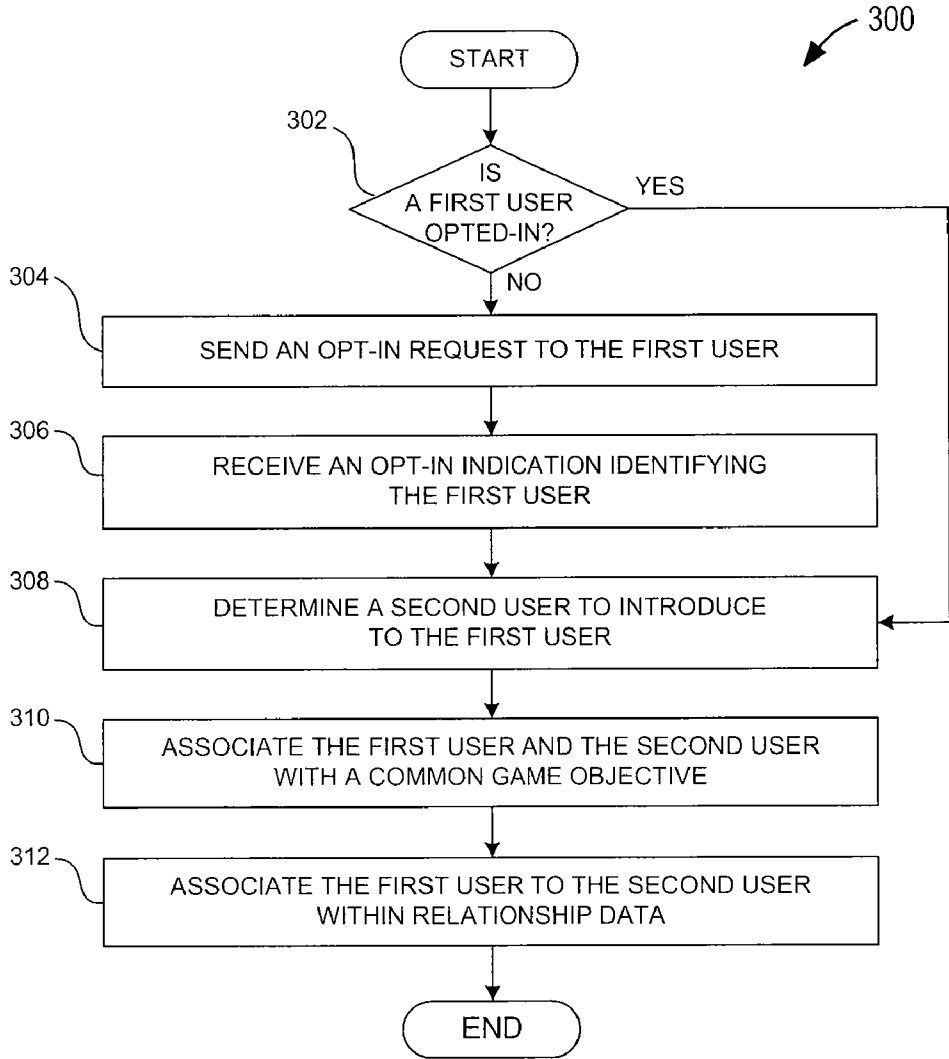 300
START
302
IS
A FIRST USER
OPTED-IN?
YES
NO
304
SEND AN OPT-IN REQUEST TO THE FIRST USER
306
RECEIVE AN OPT-IN INDICATION IDENTIFYING
THE FIRST USER
308
DETERMINE A SECOND USER TO INTRODUCE
TO THE FIRST USER
310
ASSOCIATE THE FIRST USER AND THE SECOND USER
WITH A COMMON GAME OBJECTIVE
312
ASSOCIATE THE FIRST USER TO THE SECOND USER
WITHIN RELATIONSHIP DATA
END